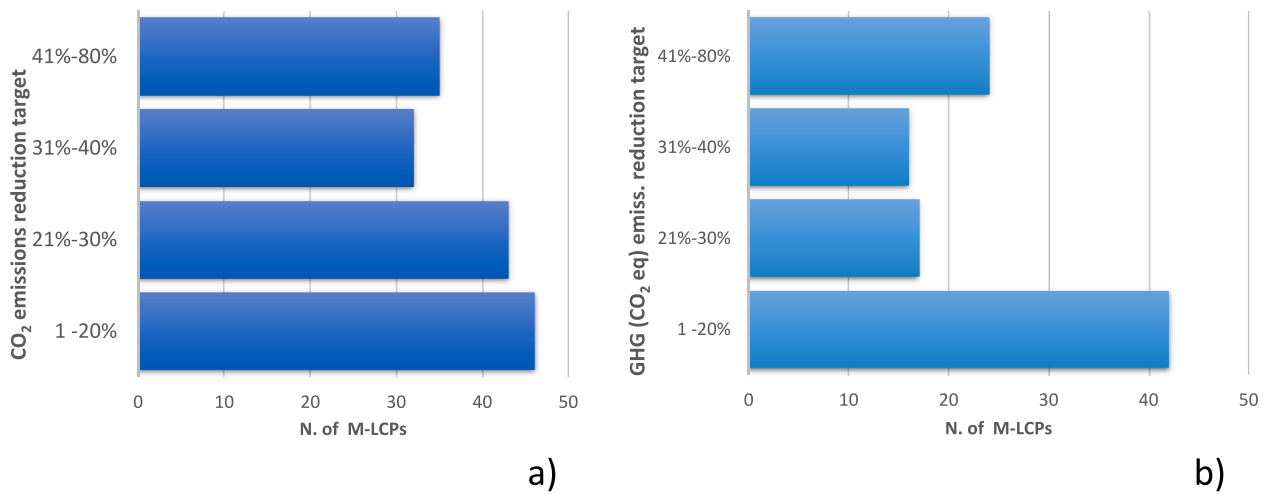 CO₂ emissions reduction target
41%-80%
31%-40%
21%-30%
1 -20%
0 10 20 30 40 50
N. of M-LCPs
a)
GHG (CO₂ eq) emiss. reduction target
41%-80%
31%-40%
21%-30%
1 -20%
0 10 20 30 40 50
N. of M-LCPs
b)